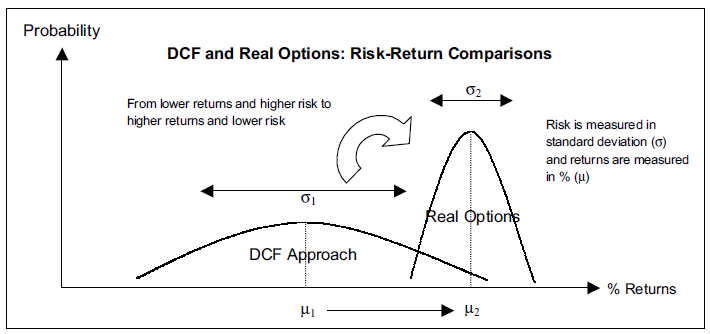 Probability
DCF and Real Options: Risk-Return Comparisons
σ2
From lower returns and higher risk to
higher returns and lower risk
Risk is measured in
standard deviation (σ)
and returns are measured
in % (μ)
σ1
Real Options
DCF Approach
% Returns
μ1
μ2